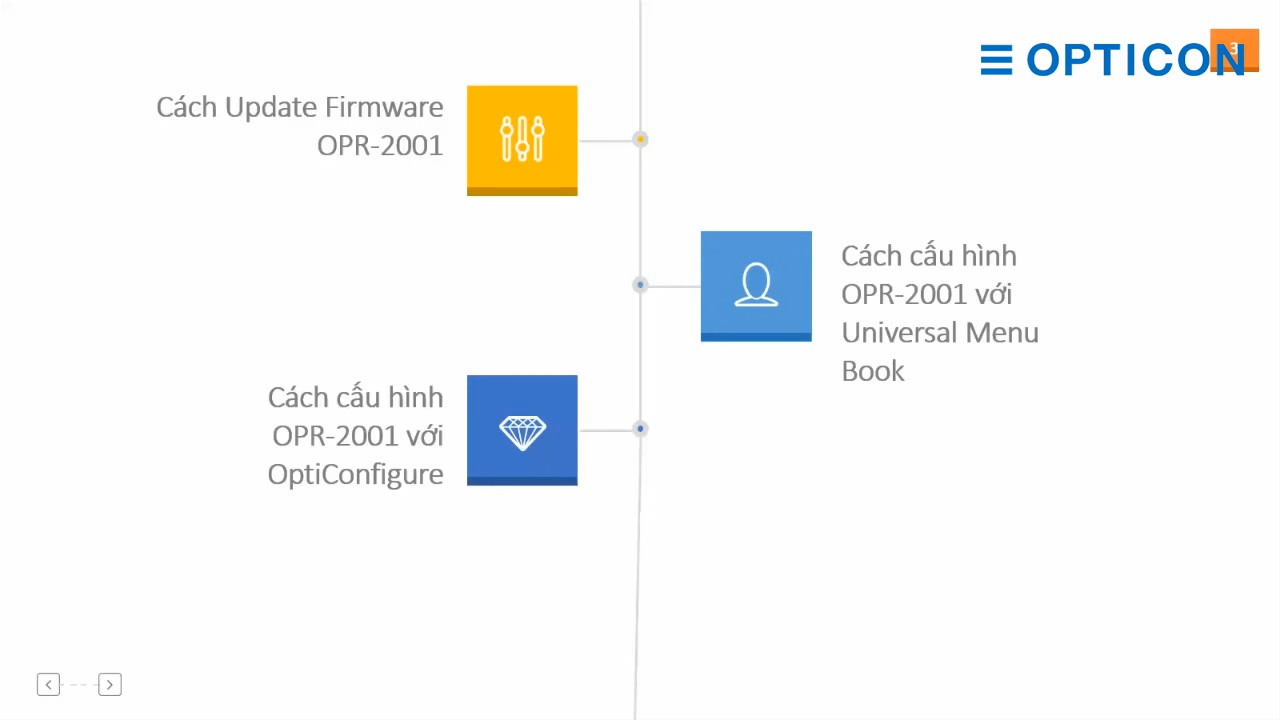 OPTICON
3
Cách Update Firmware
OPR-2001
Cách cấu hình
OPR-2001 với
Universal Menu
Book
Cách cấu hình
OPR-2001 với
OptiConfigure